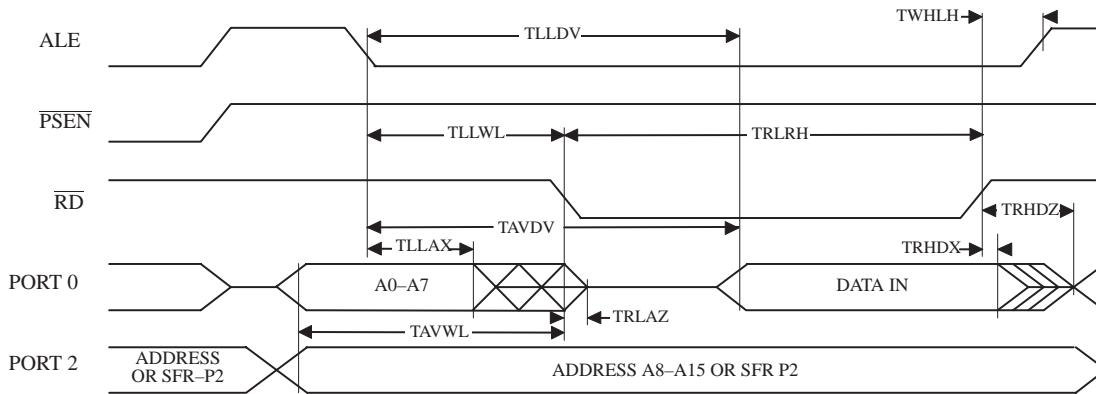 TWHLH
ALE
TLLDV
PSEN
TLLWL
TRLRH
RD
TRHDZ
TAVDV
TLLAX
TRHDX
PORT 0
A0–A7
DATA IN
TRLAZ
TAVWL
PORT 2
ADDRESS
OR SFR–P2
ADDRESS A8–A15 OR SFR P2